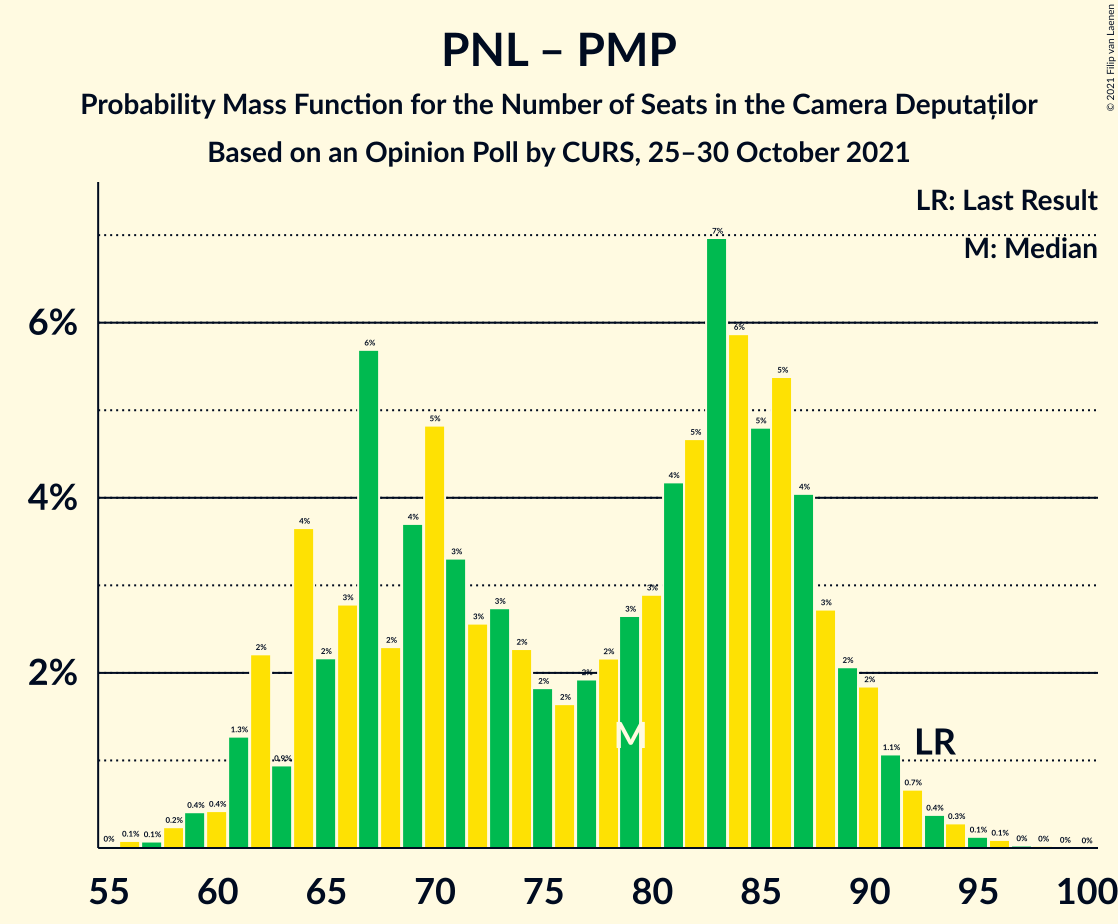 PNL – PMP
Probability Mass Function for the Number of Seats in the Camera Deputaților
Based on an Opinion Poll by CURS, 25–30 October 2021
© 2021 Filip van Laenen
LR: Last Result
M: Median
6%
4%
2%
0% 0.1% 0.1% 0.2% 0.4% 0.4% 1.3% 2% 0.9% 4% 2% 3% 6% 2% 4% 5% 3% 3% 3% 2% 2% 2% 2% 2% 3% 3% 4% 5% 7% 6% 5% 5% 4% 3% 2% 2% 1.1% 0.7% 0.4% 0.3% 0.1% 0.1% 0% 0% 0% 0%
M
LR
55 60 65 70 75 80 85 90 95 100